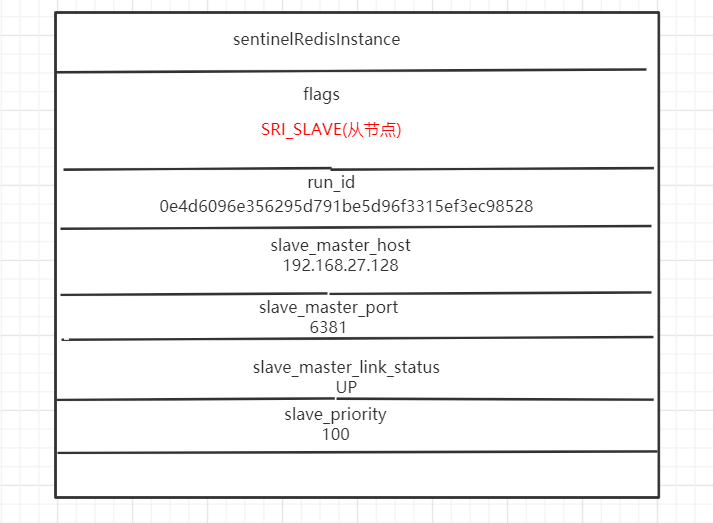 sentinelRedisInstance
flags
SRI_SLAVE(从节点)
run_id
0e4d6096e356295d791be5d96f3315ef3ec98528
slave_master_host
192.168.27.128
slave_master_port
6381
slave_master_link_status
UP
slave_priority
100